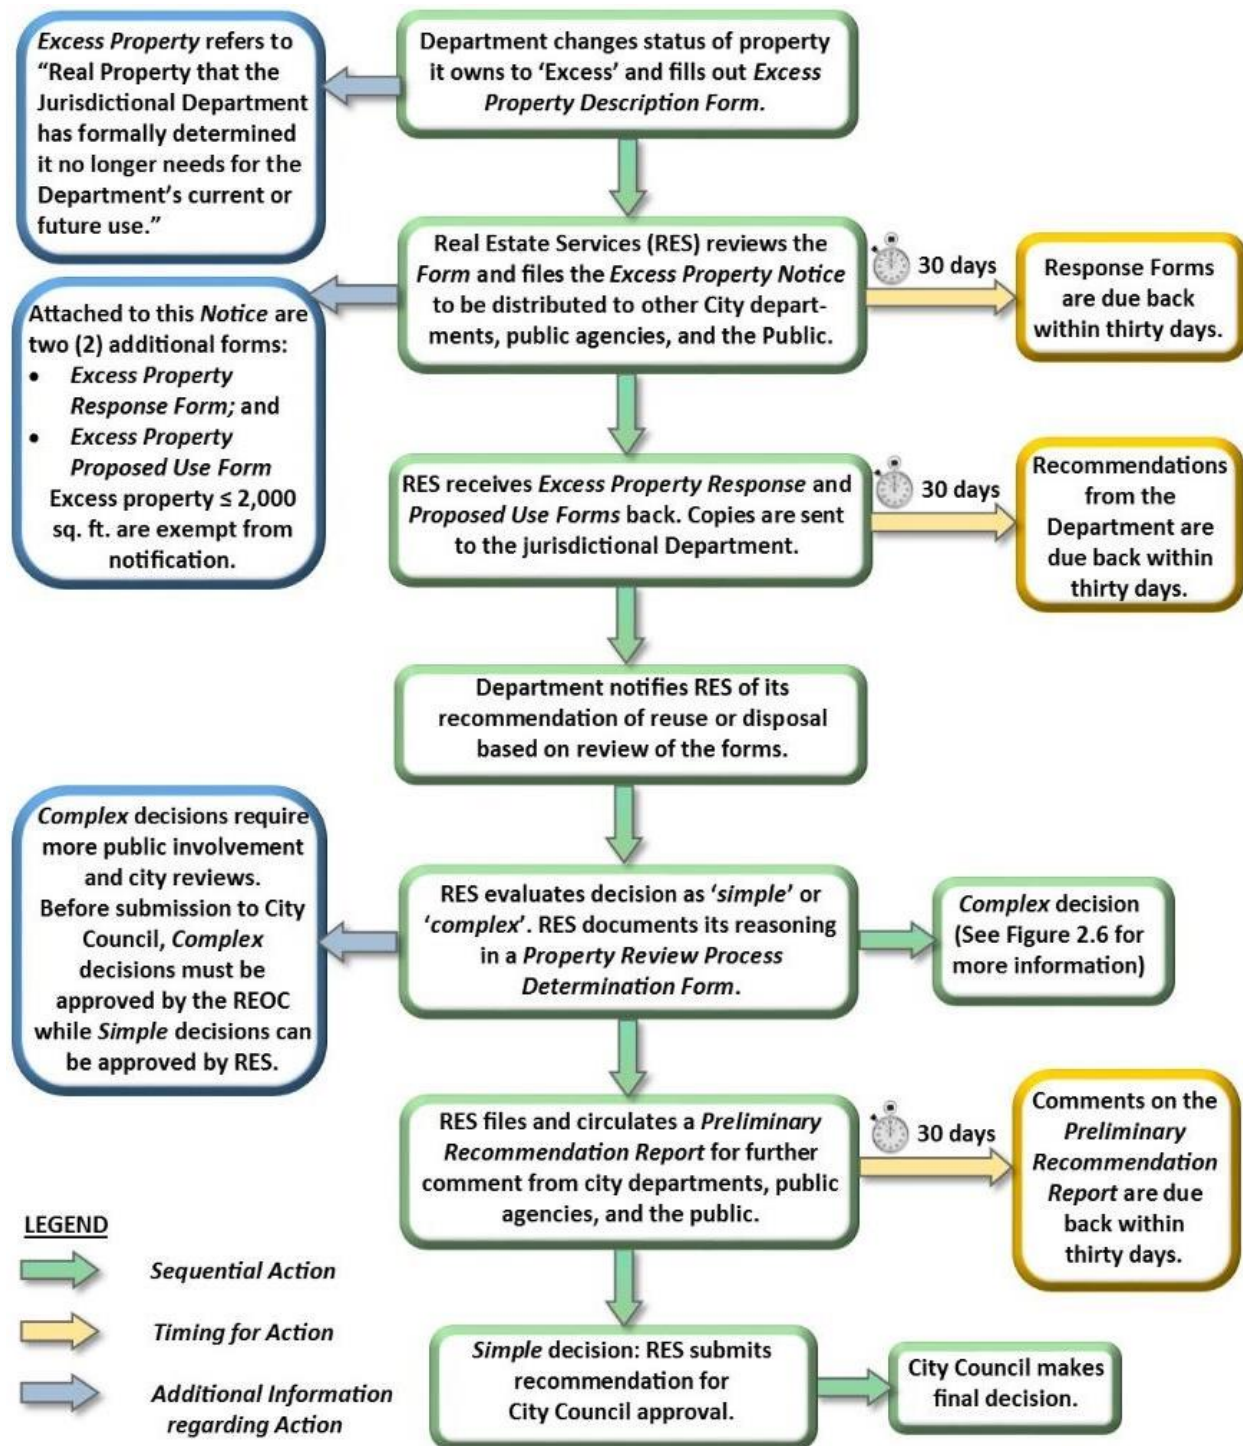 Excess Property refers to
“Real Property that the
Jurisdictional Department
has formally determined
it no longer needs for the
Department’s current or
future use.”
Department changes status of property
it owns to ‘Excess’ and fills out Excess
Property Description Form.
Real Estate Services (RES) reviews the
Form and files the Excess Property Notice
to be distributed to other City depart-
ments, public agencies, and the Public.
30 days
Response Forms
are due back
within thirty days.
Attached to this Notice are
two (2) additional forms:
• Excess Property
Response Form; and
• Excess Property
Proposed Use Form
Excess property ≤ 2,000
sq. ft. are exempt from
notification.
RES receives Excess Property Response and
Proposed Use Forms back. Copies are sent
to the jurisdictional Department.
30 days
Recommendations
from the
Department are
due back within
thirty days.
Department notifies RES of its
recommendation of reuse or disposal
based on review of the forms.
Complex decisions require
more public involvement
and city reviews.
Before submission to City
Council, Complex
decisions must be
approved by the REOC
while Simple decisions can
be approved by RES.
RES evaluates decision as ‘simple’ or
‘complex’. RES documents its reasoning
in a Property Review Process
Determination Form.
Complex decision
(See Figure 2.6 for
more information)
RES files and circulates a Preliminary
Recommendation Report for further
comment from city departments, public
agencies, and the public.
30 days
Comments on the
Preliminary
Recommendation
Report are due
back within
thirty days.
LEGEND
Sequential Action
Timing for Action
Additional Information
regarding Action
Simple decision: RES submits
recommendation for
City Council approval.
City Council makes
final decision.